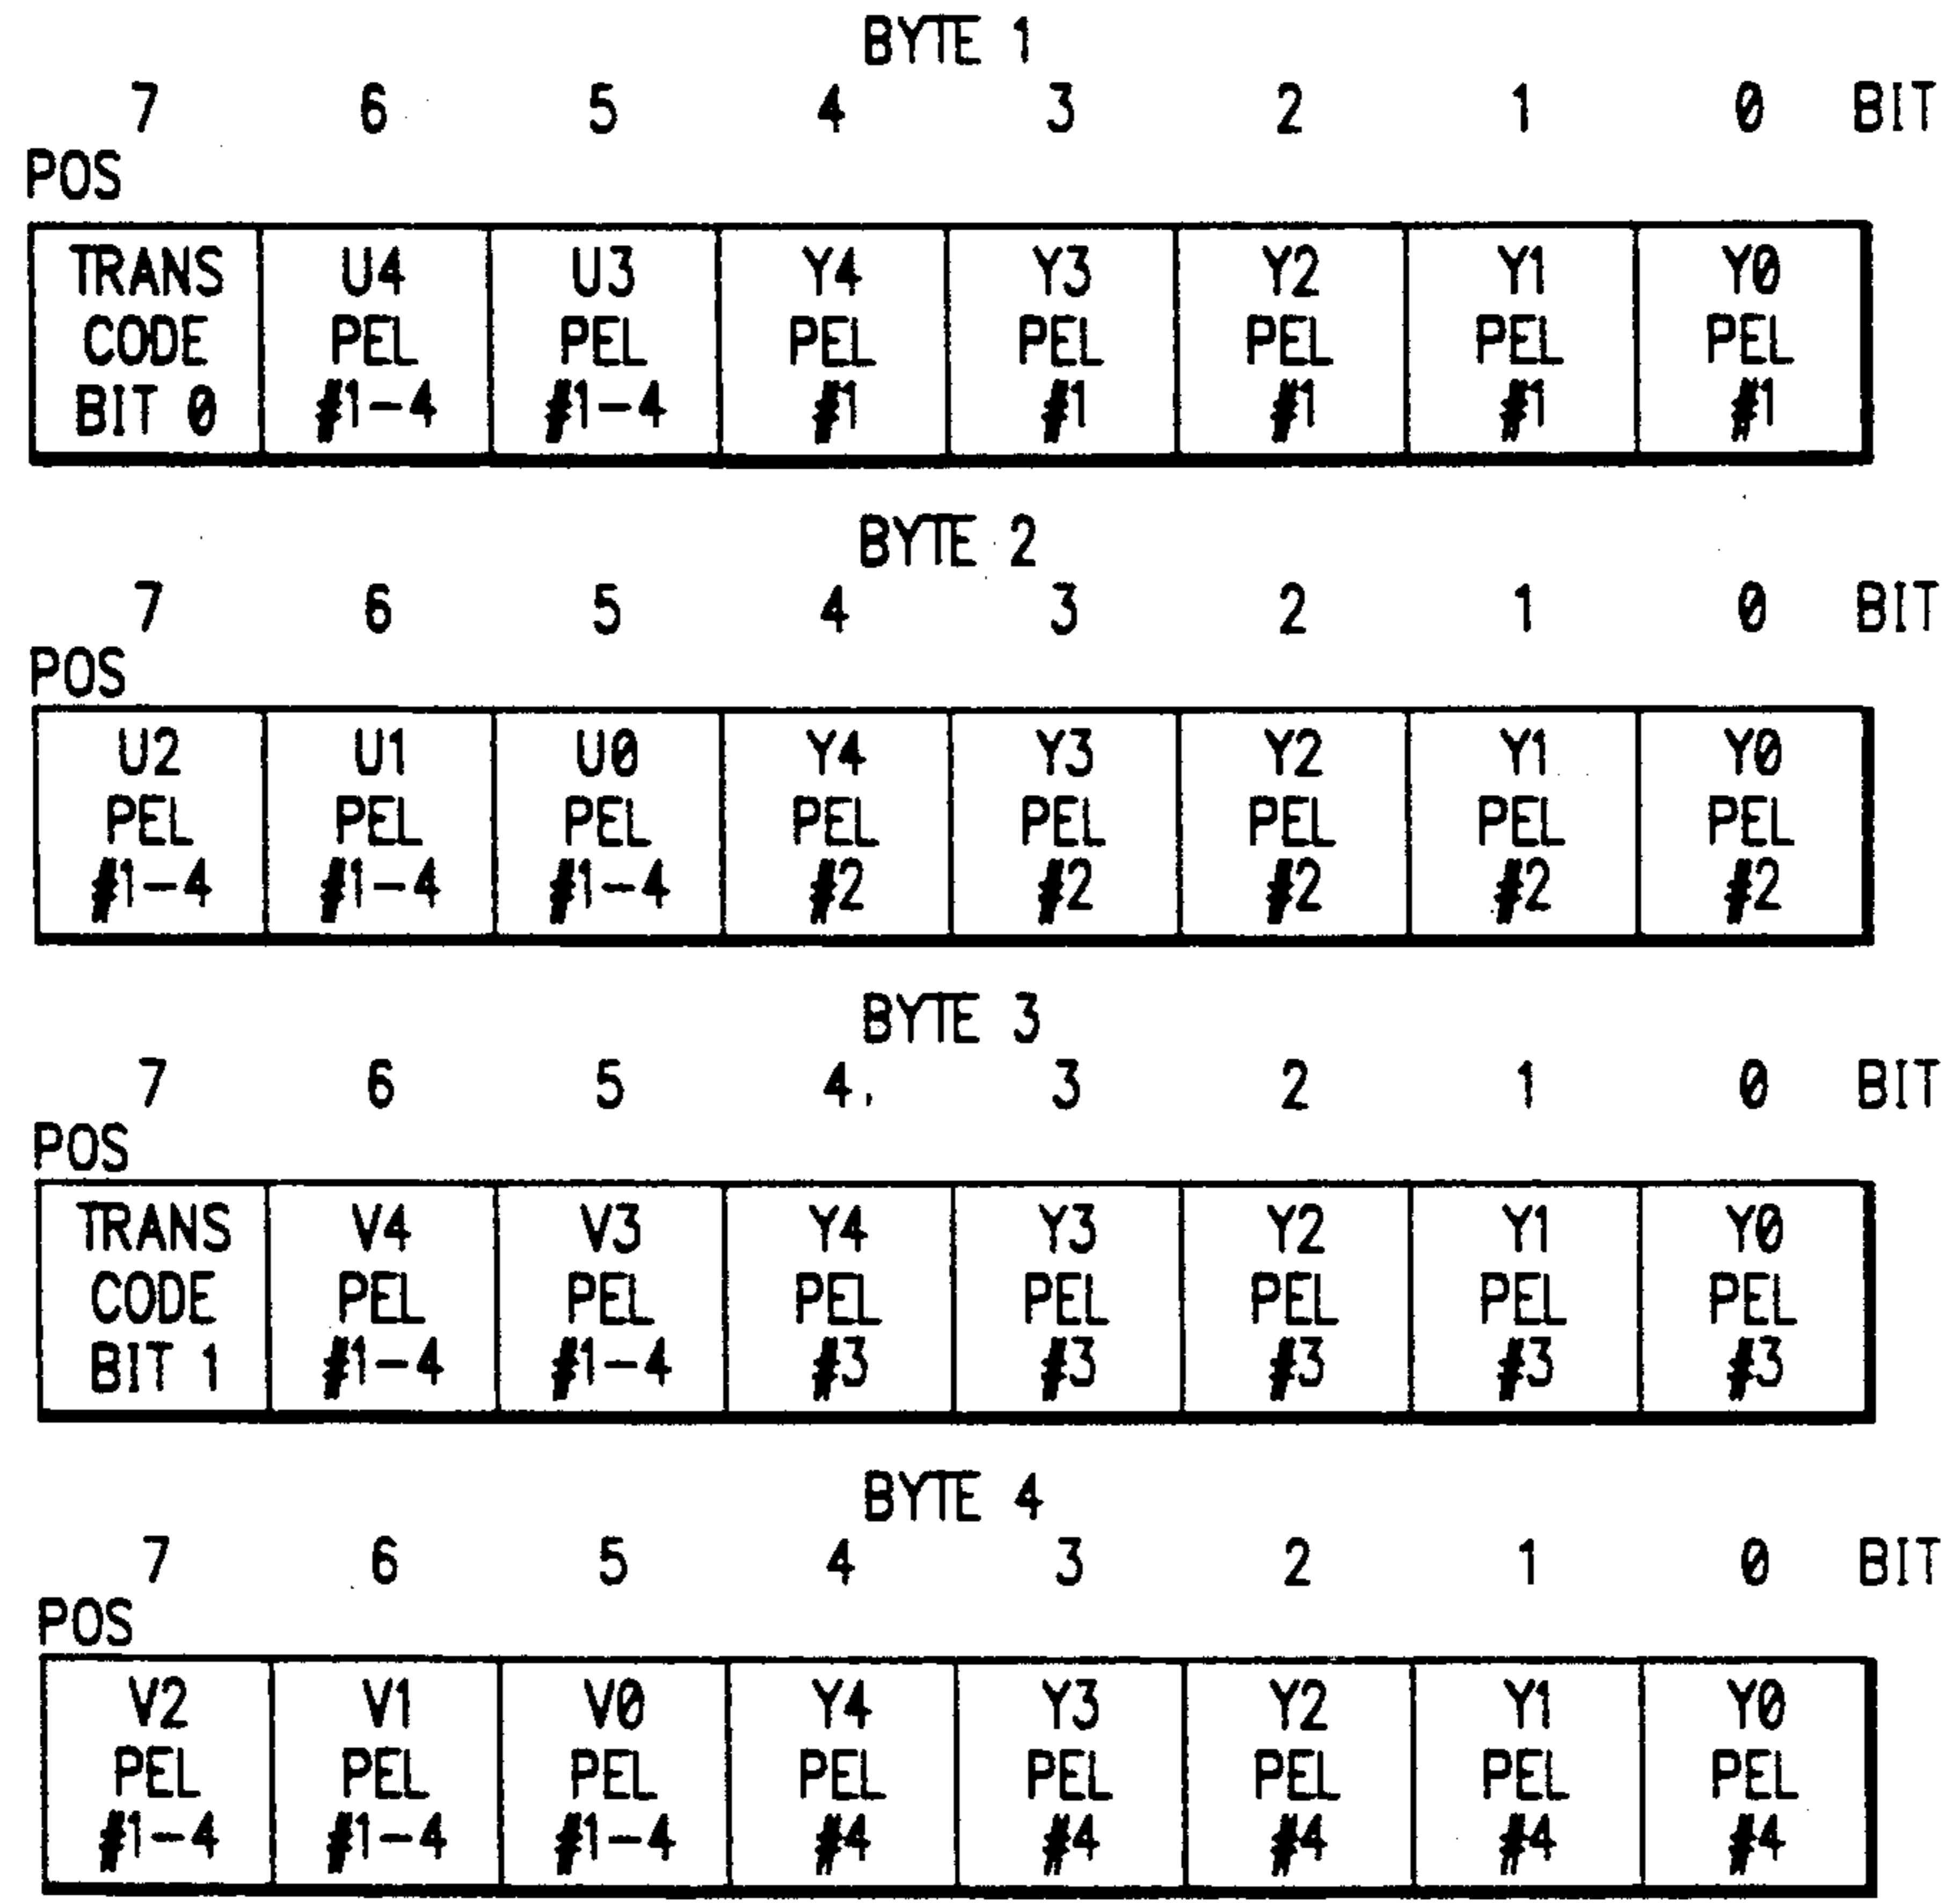 BYTE 1
7 6 5 4 3 2 1 0 BIT
POS
TRANS U4 U3 Y4 Y3 Y2 Y1 Y0
CODE PEL PEL PEL PEL PEL PEL PEL
BIT 0 #1-4 #1-4 #1 #1 #1 #1 #1
BYTE 2
7 6 5 4 3 2 1 0 BIT
POS
U2 U1 U0 Y4 Y3 Y2 Y1 Y0
PEL PEL PEL PEL PEL PEL PEL PEL
#1-4 #1-4 #1-4 #2 #2 #2 #2 #2
BYTE 3
7 6 5 4 3 2 1 0 BIT
POS
TRANS V4 V3 Y4 Y3 Y2 Y1 Y0
CODE PEL PEL PEL PEL PEL PEL PEL
BIT 1 #1-4 #1-4 #3 #3 #3 #3 #3
BYTE 4
7 6 5 4 3 2 1 0 BIT
POS
V2 V1 V0 Y4 Y3 Y2 Y1 Y0
PEL PEL PEL PEL PEL PEL PEL PEL
#1-4 #1-4 #1-4 #4 #4 #4 #4 #4